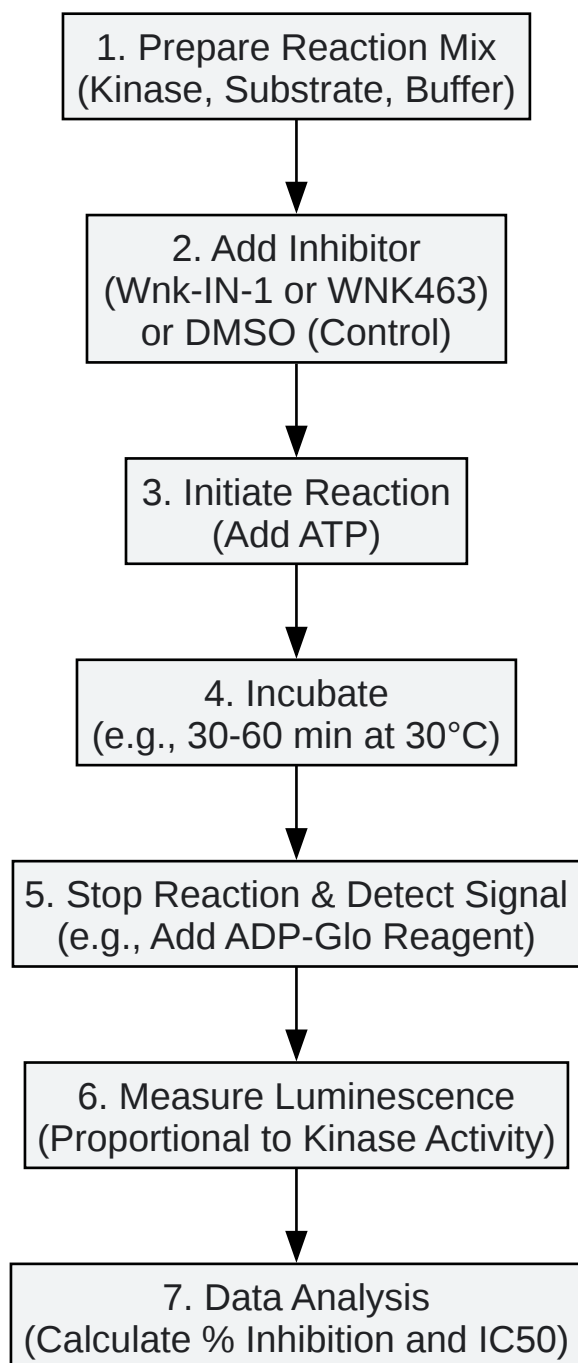 1. Prepare Reaction Mix
(Kinase, Substrate, Buffer)
2. Add Inhibitor
(Wnk-IN-1 or WNK463)
or DMSO (Control)
3. Initiate Reaction
(Add ATP)
4. Incubate
(e.g., 30-60 min at 30°C)
5. Stop Reaction & Detect Signal
(e.g., Add ADP-Glo Reagent)
6. Measure Luminescence
(Proportional to Kinase Activity)
7. Data Analysis
(Calculate % Inhibition and IC50)